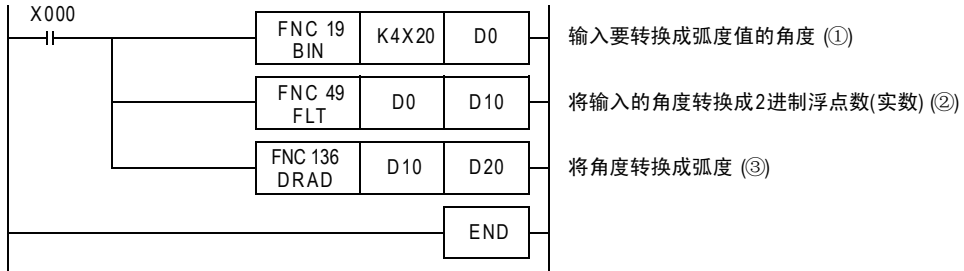 X000
FNC 19 BIN K4X20 D0 输入要转换成弧度值的角度 (①)
FNC 49 FLT D0 D10 将输入的角度转换成2进制浮点数(实数) (②)
FNC 136 DRAD D10 D20 将角度转换成弧度 (③)
END